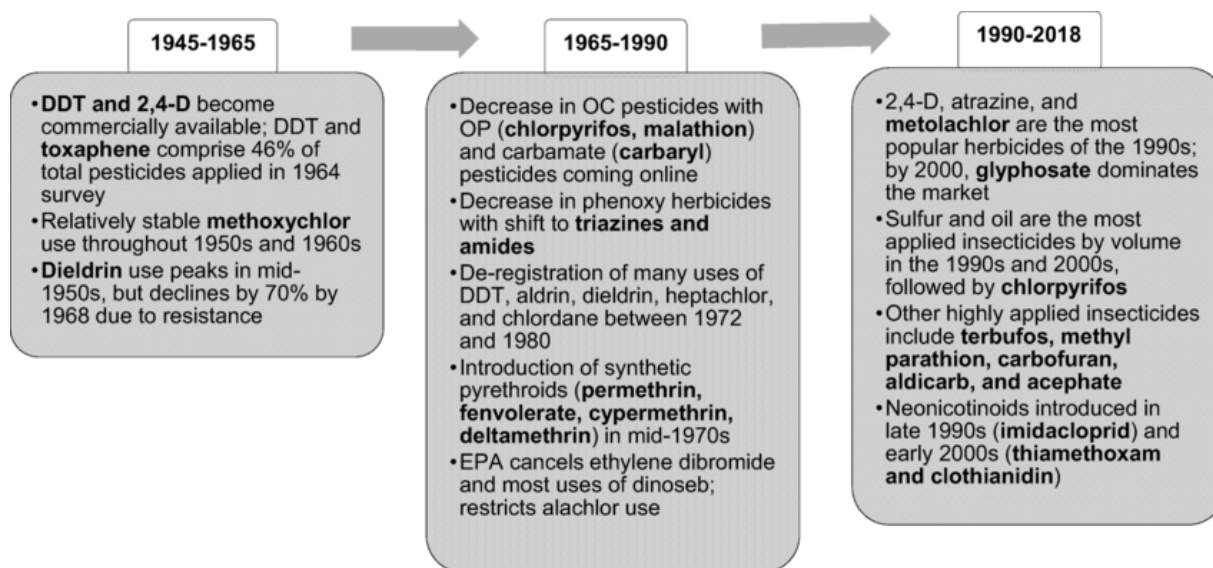 1945-1965
•DDT and 2,4-D become
commercially available; DDT and
toxaphene comprise 46% of
total pesticides applied in 1964
survey
•Relatively stable methoxychlor
use throughout 1950s and 1960s
•Dieldrin use peaks in mid-
1950s, but declines by 70% by
1968 due to resistance
1965-1990
•Decrease in OC pesticides with
OP (chlorpyrifos, malathion)
and carbamate (carbaryl)
pesticides coming online
•Decrease in phenoxy herbicides
with shift to triazines and
amides
•De-registration of many uses of
DDT, aldrin, dieldrin, heptachlor,
and chlordane between 1972
and 1980
•Introduction of synthetic
pyrethroids (permethrin,
fenvolerate, cypermethrin,
deltamethrin) in mid-1970s
•EPA cancels ethylene dibromide
and most uses of dinoseb;
restricts alachlor use
1990-2018
•2,4-D, atrazine, and
metolachlor are the most
popular herbicides of the 1990s;
by 2000, glyphosate dominates
the market
•Sulfur and oil are the most
applied insecticides by volume
in the 1990s and 2000s,
followed by chlorpyrifos
•Other highly applied insecticides
include terbufos, methyl
parathion, carbofuran,
aldicarb, and acephate
•Neonicotinoids introduced in
late 1990s (imidacloprid) and
early 2000s (thiamethoxam
and clothianidin)